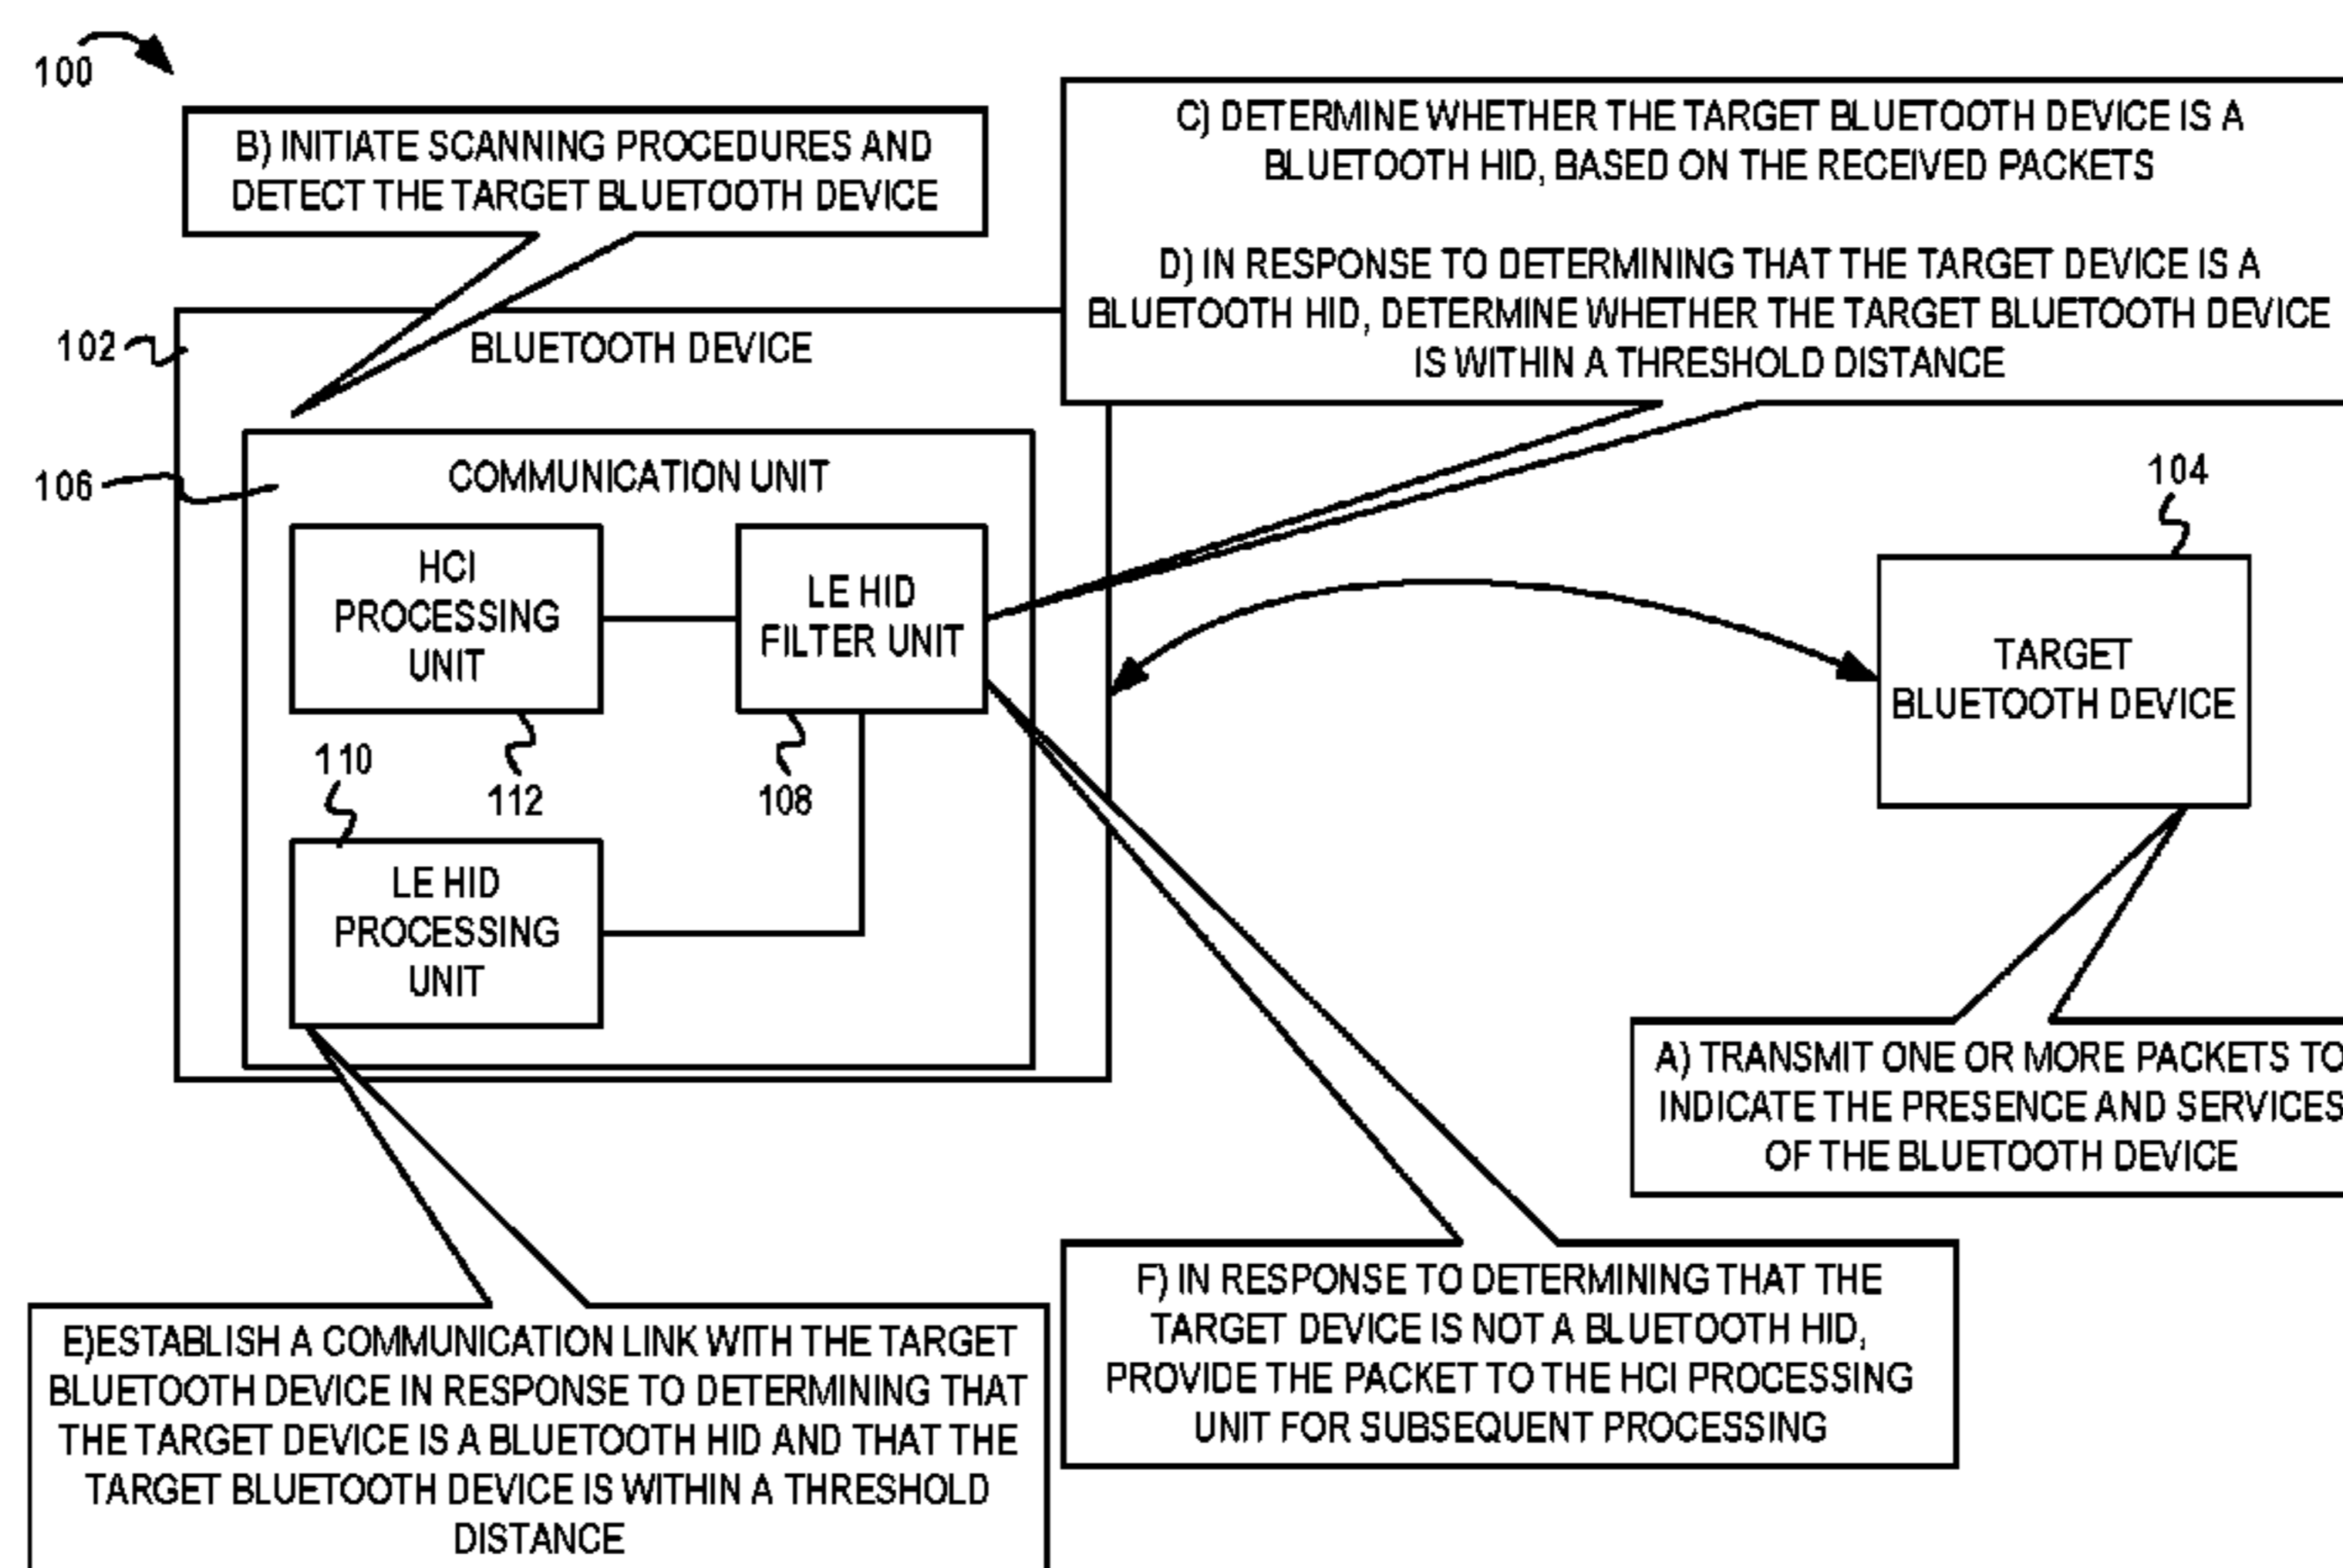 100
B) INITIATE SCANNING PROCEDURES AND
DETECT THE TARGET BLUETOOTH DEVICE
C) DETERMINE WHETHER THE TARGET BLUETOOTH DEVICE IS A
BLUETOOTH HID, BASED ON THE RECEIVED PACKETS
D) IN RESPONSE TO DETERMINING THAT THE TARGET DEVICE IS A
BLUETOOTH HID, DETERMINE WHETHER THE TARGET BLUETOOTH DEVICE
IS WITHIN A THRESHOLD DISTANCE
102
BLUETOOTH DEVICE
106
COMMUNICATION UNIT
HCI
PROCESSING
UNIT
LE HID
FILTER UNIT
112
108
110
LE HID
PROCESSING
UNIT
104
TARGET
BLUETOOTH DEVICE
A) TRANSMIT ONE OR MORE PACKETS TO
INDICATE THE PRESENCE AND SERVICES
OF THE BLUETOOTH DEVICE
E)ESTABLISH A COMMUNICATION LINK WITH THE TARGET
BLUETOOTH DEVICE IN RESPONSE TO DETERMINING THAT
THE TARGET DEVICE IS A BLUETOOTH HID AND THAT THE
TARGET BLUETOOTH DEVICE IS WITHIN A THRESHOLD
DISTANCE
F) IN RESPONSE TO DETERMINING THAT THE
TARGET DEVICE IS NOT A BLUETOOTH HID,
PROVIDE THE PACKET TO THE HCI PROCESSING
UNIT FOR SUBSEQUENT PROCESSING